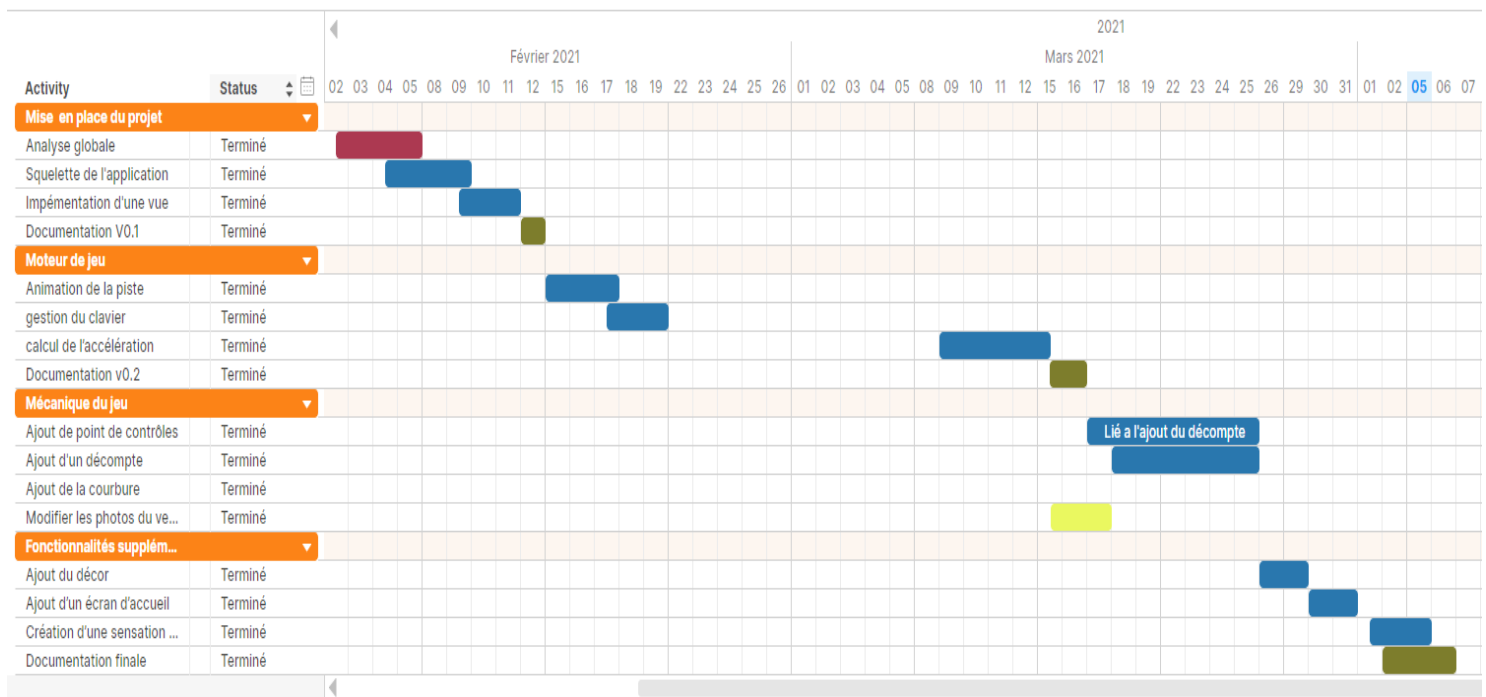 2021
Février 2021 Mars 2021
Activity Status 02 03 04 05 08 09 10 11 12 15 16 17 18 19 22 23 24 25 26 01 02 03 04 05 08 09 10 11 12 15 16 17 18 19 22 23 24 25 26 29 30 31 01 02 05 06 07
Mise en place du projet
Analyse globale Terminé
Squelette de l'application Terminé
Impémentation d'une vue Terminé
Documentation V0.1 Terminé
Moteur de jeu
Animation de la piste Terminé
gestion du clavier Terminé
calcul de l'accélération Terminé
Documentation v0.2 Terminé
Mécanique du jeu
Ajout de point de contrôles Terminé Lié a l'ajout du décompte
Ajout d'un décompte Terminé
Ajout de la courbure Terminé
Modifier les photos du ve... Terminé
Fonctionnalités supplém...
Ajout du décor Terminé
Ajout d'un écran d'accueil Terminé
Création d'une sensation ... Terminé
Documentation finale Terminé